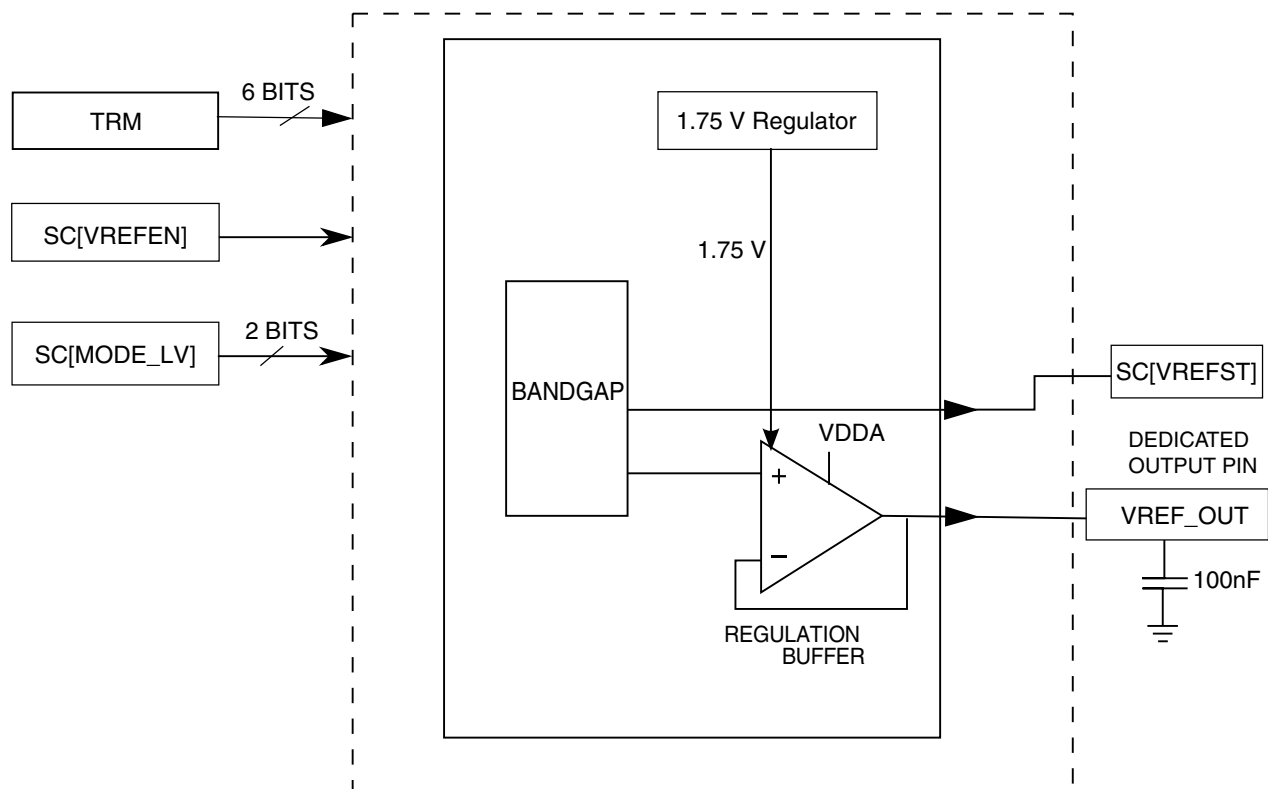 6 BITS
TRM
1.75 V Regulator
SC[VREFEN]
1.75 V
2 BITS
SC[MODE_LV]
BANDGAP
SC[VREFST]
VDDA
DEDICATED
OUTPUT PIN
+
VREF_OUT
−
100nF
REGULATION
BUFFER